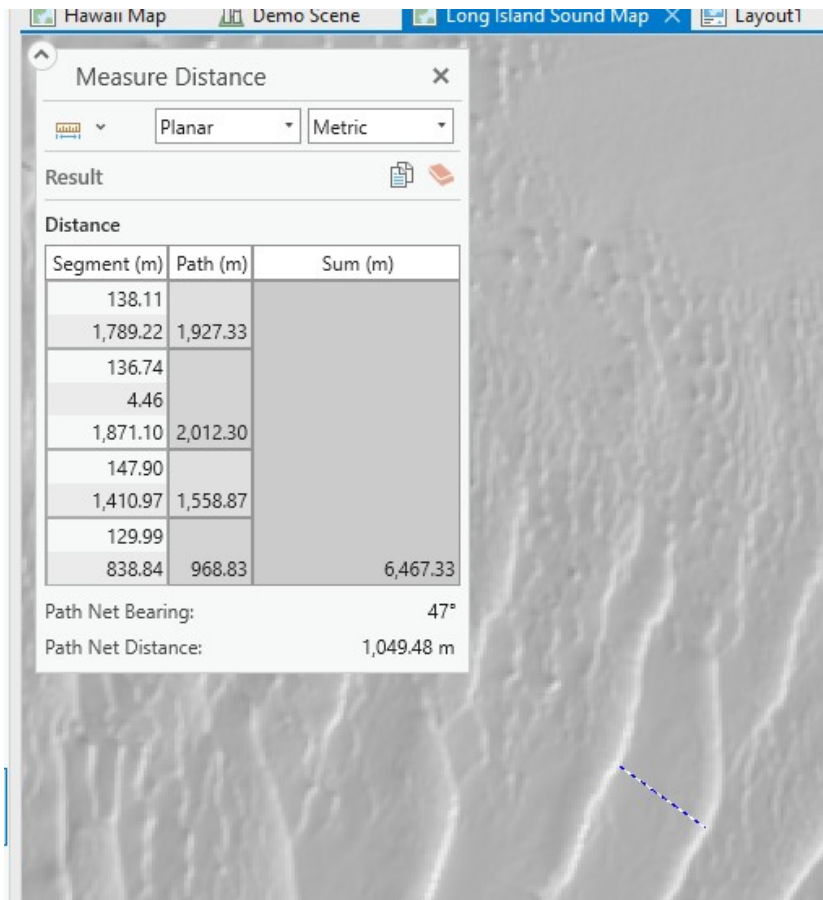 Hawaii Map Demo Scene Long Island Sound Map Layout1
Measure Distance
Planar Metric
Result
Distance
Segment (m) Path (m) Sum (m)
138.11
1,789.22 1,927.33
136.74
4.46
1,871.10 2,012.30
147.90
1,410.97 1,558.87
129.99
838.84 968.83 6,467.33
Path Net Bearing: 47°
Path Net Distance: 1,049.48 m